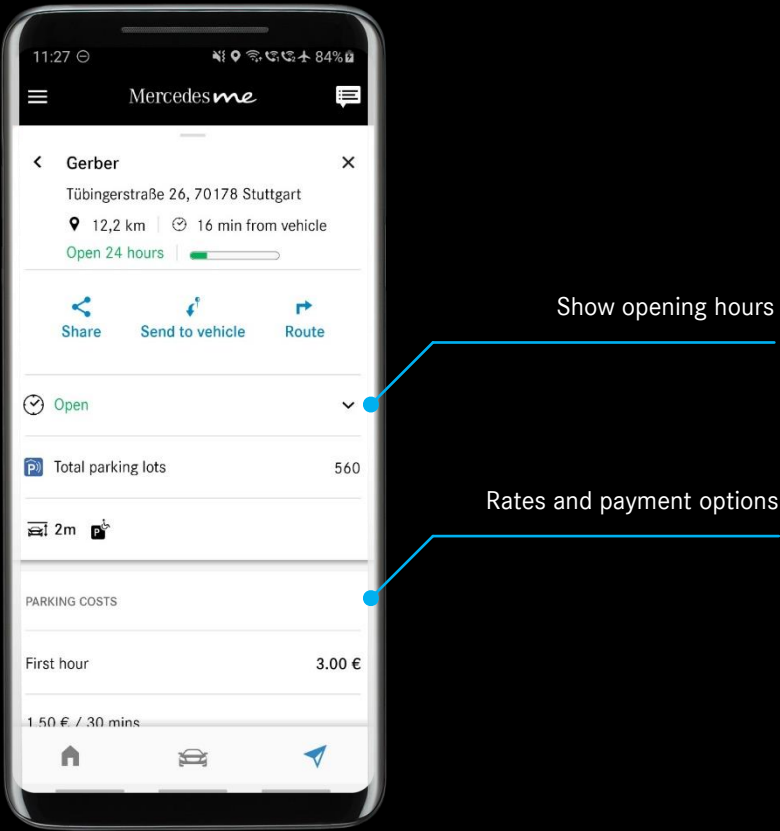 11:27
84%
Mercedes me
Gerber
Tübingerstraße 26, 70178 Stuttgart
12,2 km
16 min from vehicle
Open 24 hours
Share
Send to vehicle
Route
Show opening hours
Open
P
Total parking lots
560
Rates and payment options
2m
P
PARKING COSTS
First hour
3.00 €
1.50 € / 30 mins